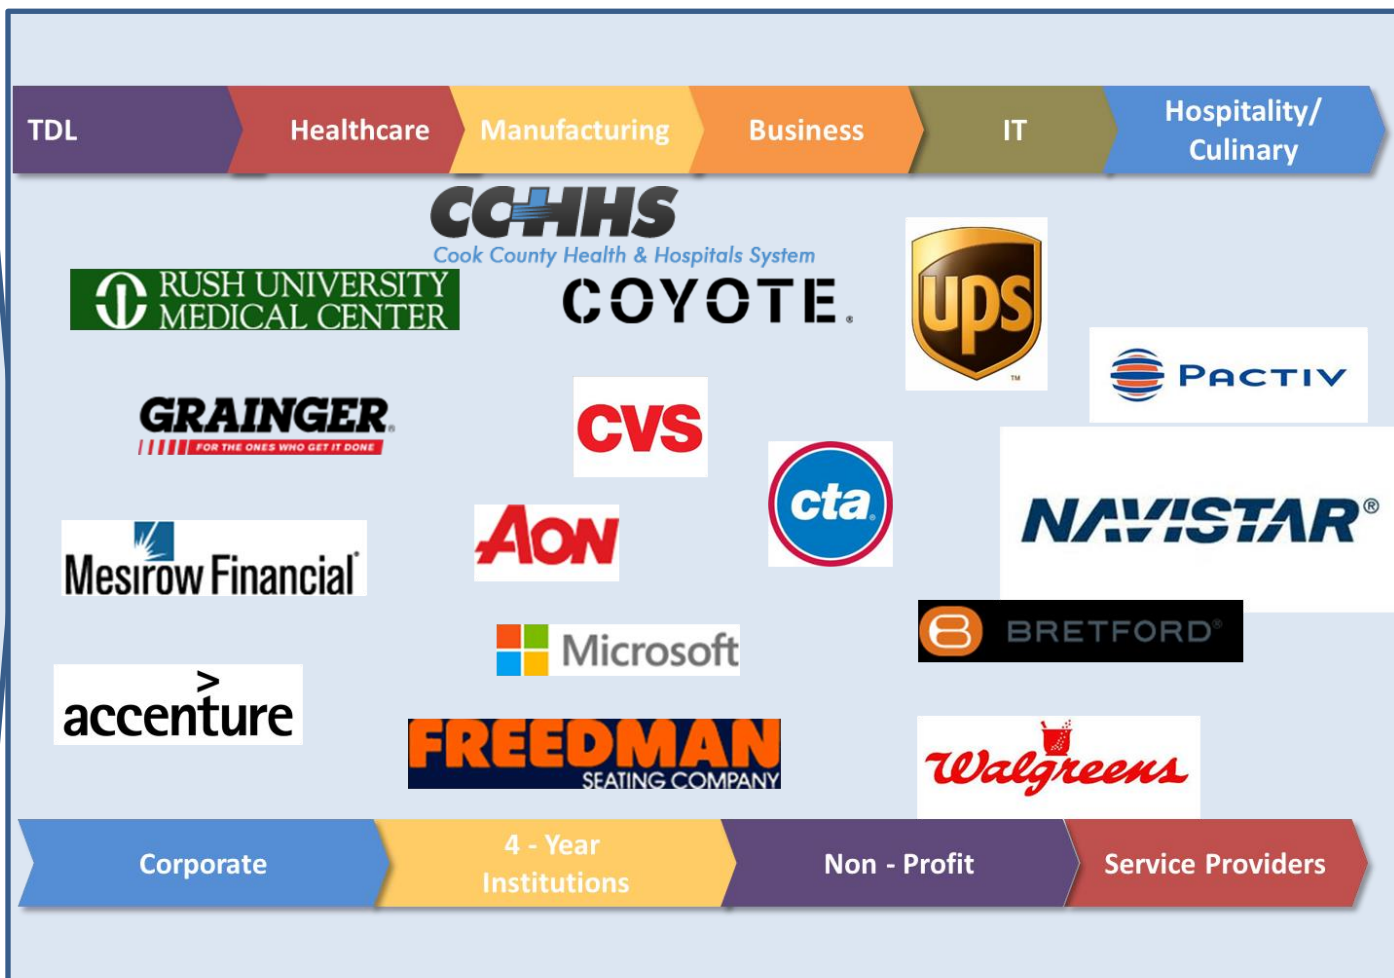 TDL
Healthcare
Manufacturing
Business
IT
Hospitality/
Culinary
CCHHS
Cook County Health & Hospitals System
RUSH UNIVERSITY
MEDICAL CENTER
COYOTE®
ups
TM
PACTIV
GRAINGER®
FOR THE ONES WHO GET IT DONE
CVS
cta®
NAVISTAR®
Mesirow Financial®
AON
Microsoft
BRETFORD®
>
accenture
FREEDMAN
SEATING COMPANY
Walgreens
Corporate
4 - Year
Institutions
Non - Profit
Service Providers